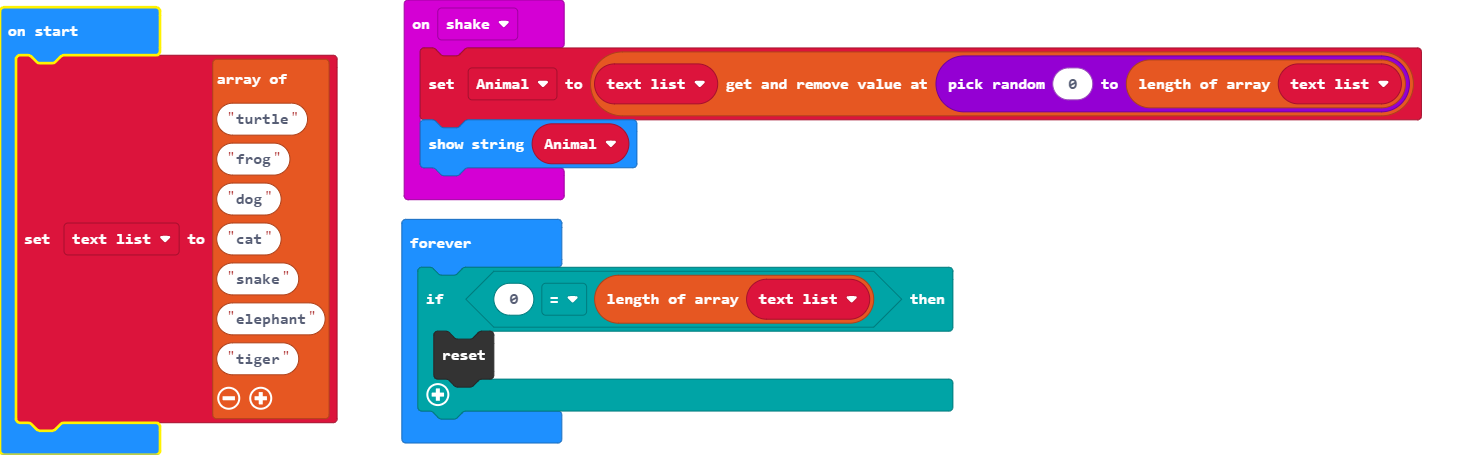 on start
set text list to
array of
"turtle"
"frog"
"dog"
"cat"
"snake"
"elephant"
"tiger"
on shake
set Animal to text list get and remove value at pick random 0 to length of array text list
show string Animal
forever
if 0 = length of array text list then
reset